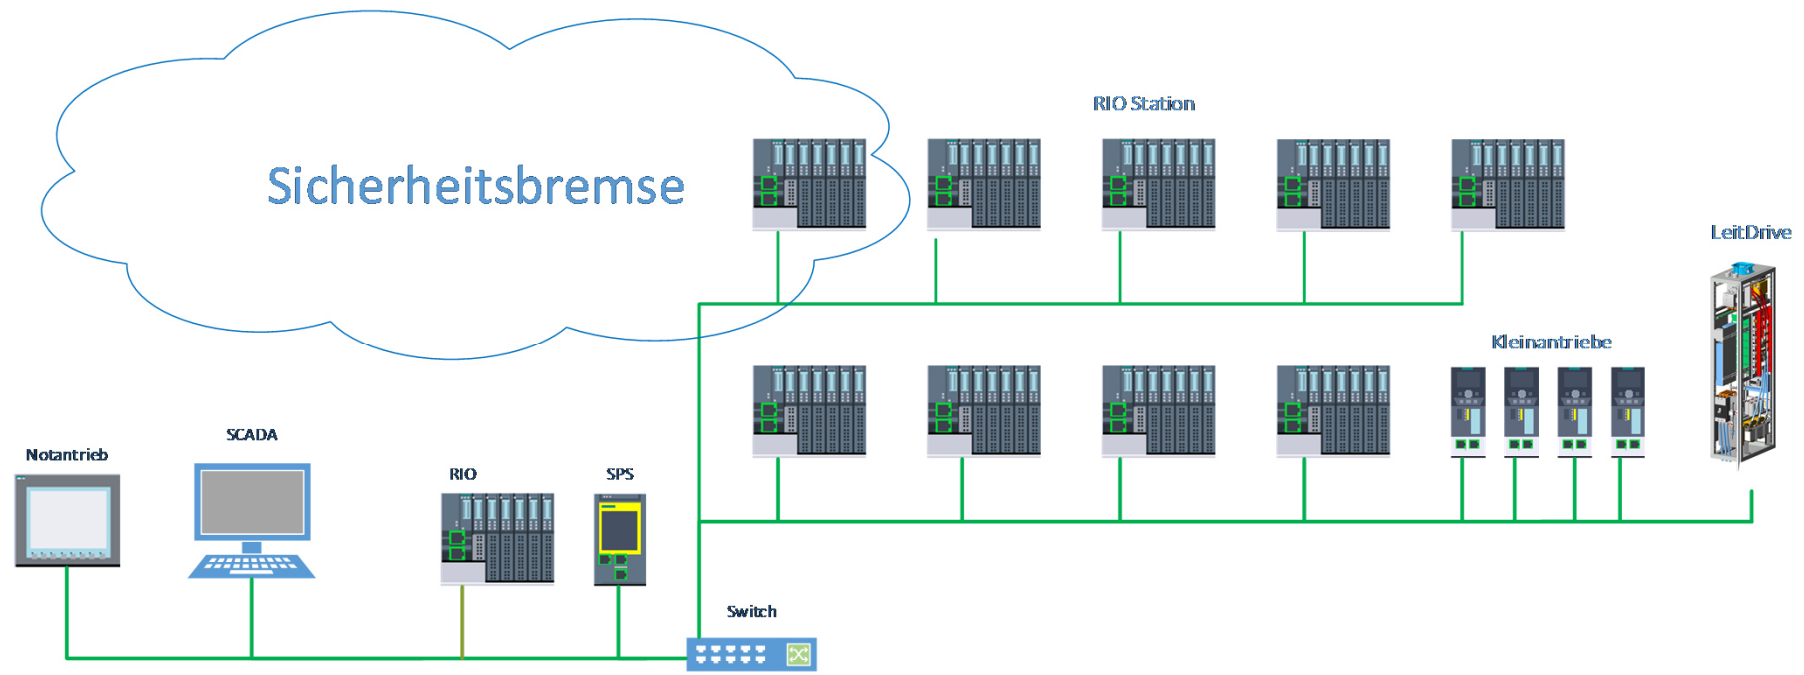 RIO Station
Sicherheitsbremse
LeitDrive
Kleinantriebe
SCADA
Notantrieb
RIO
SPS
Switch